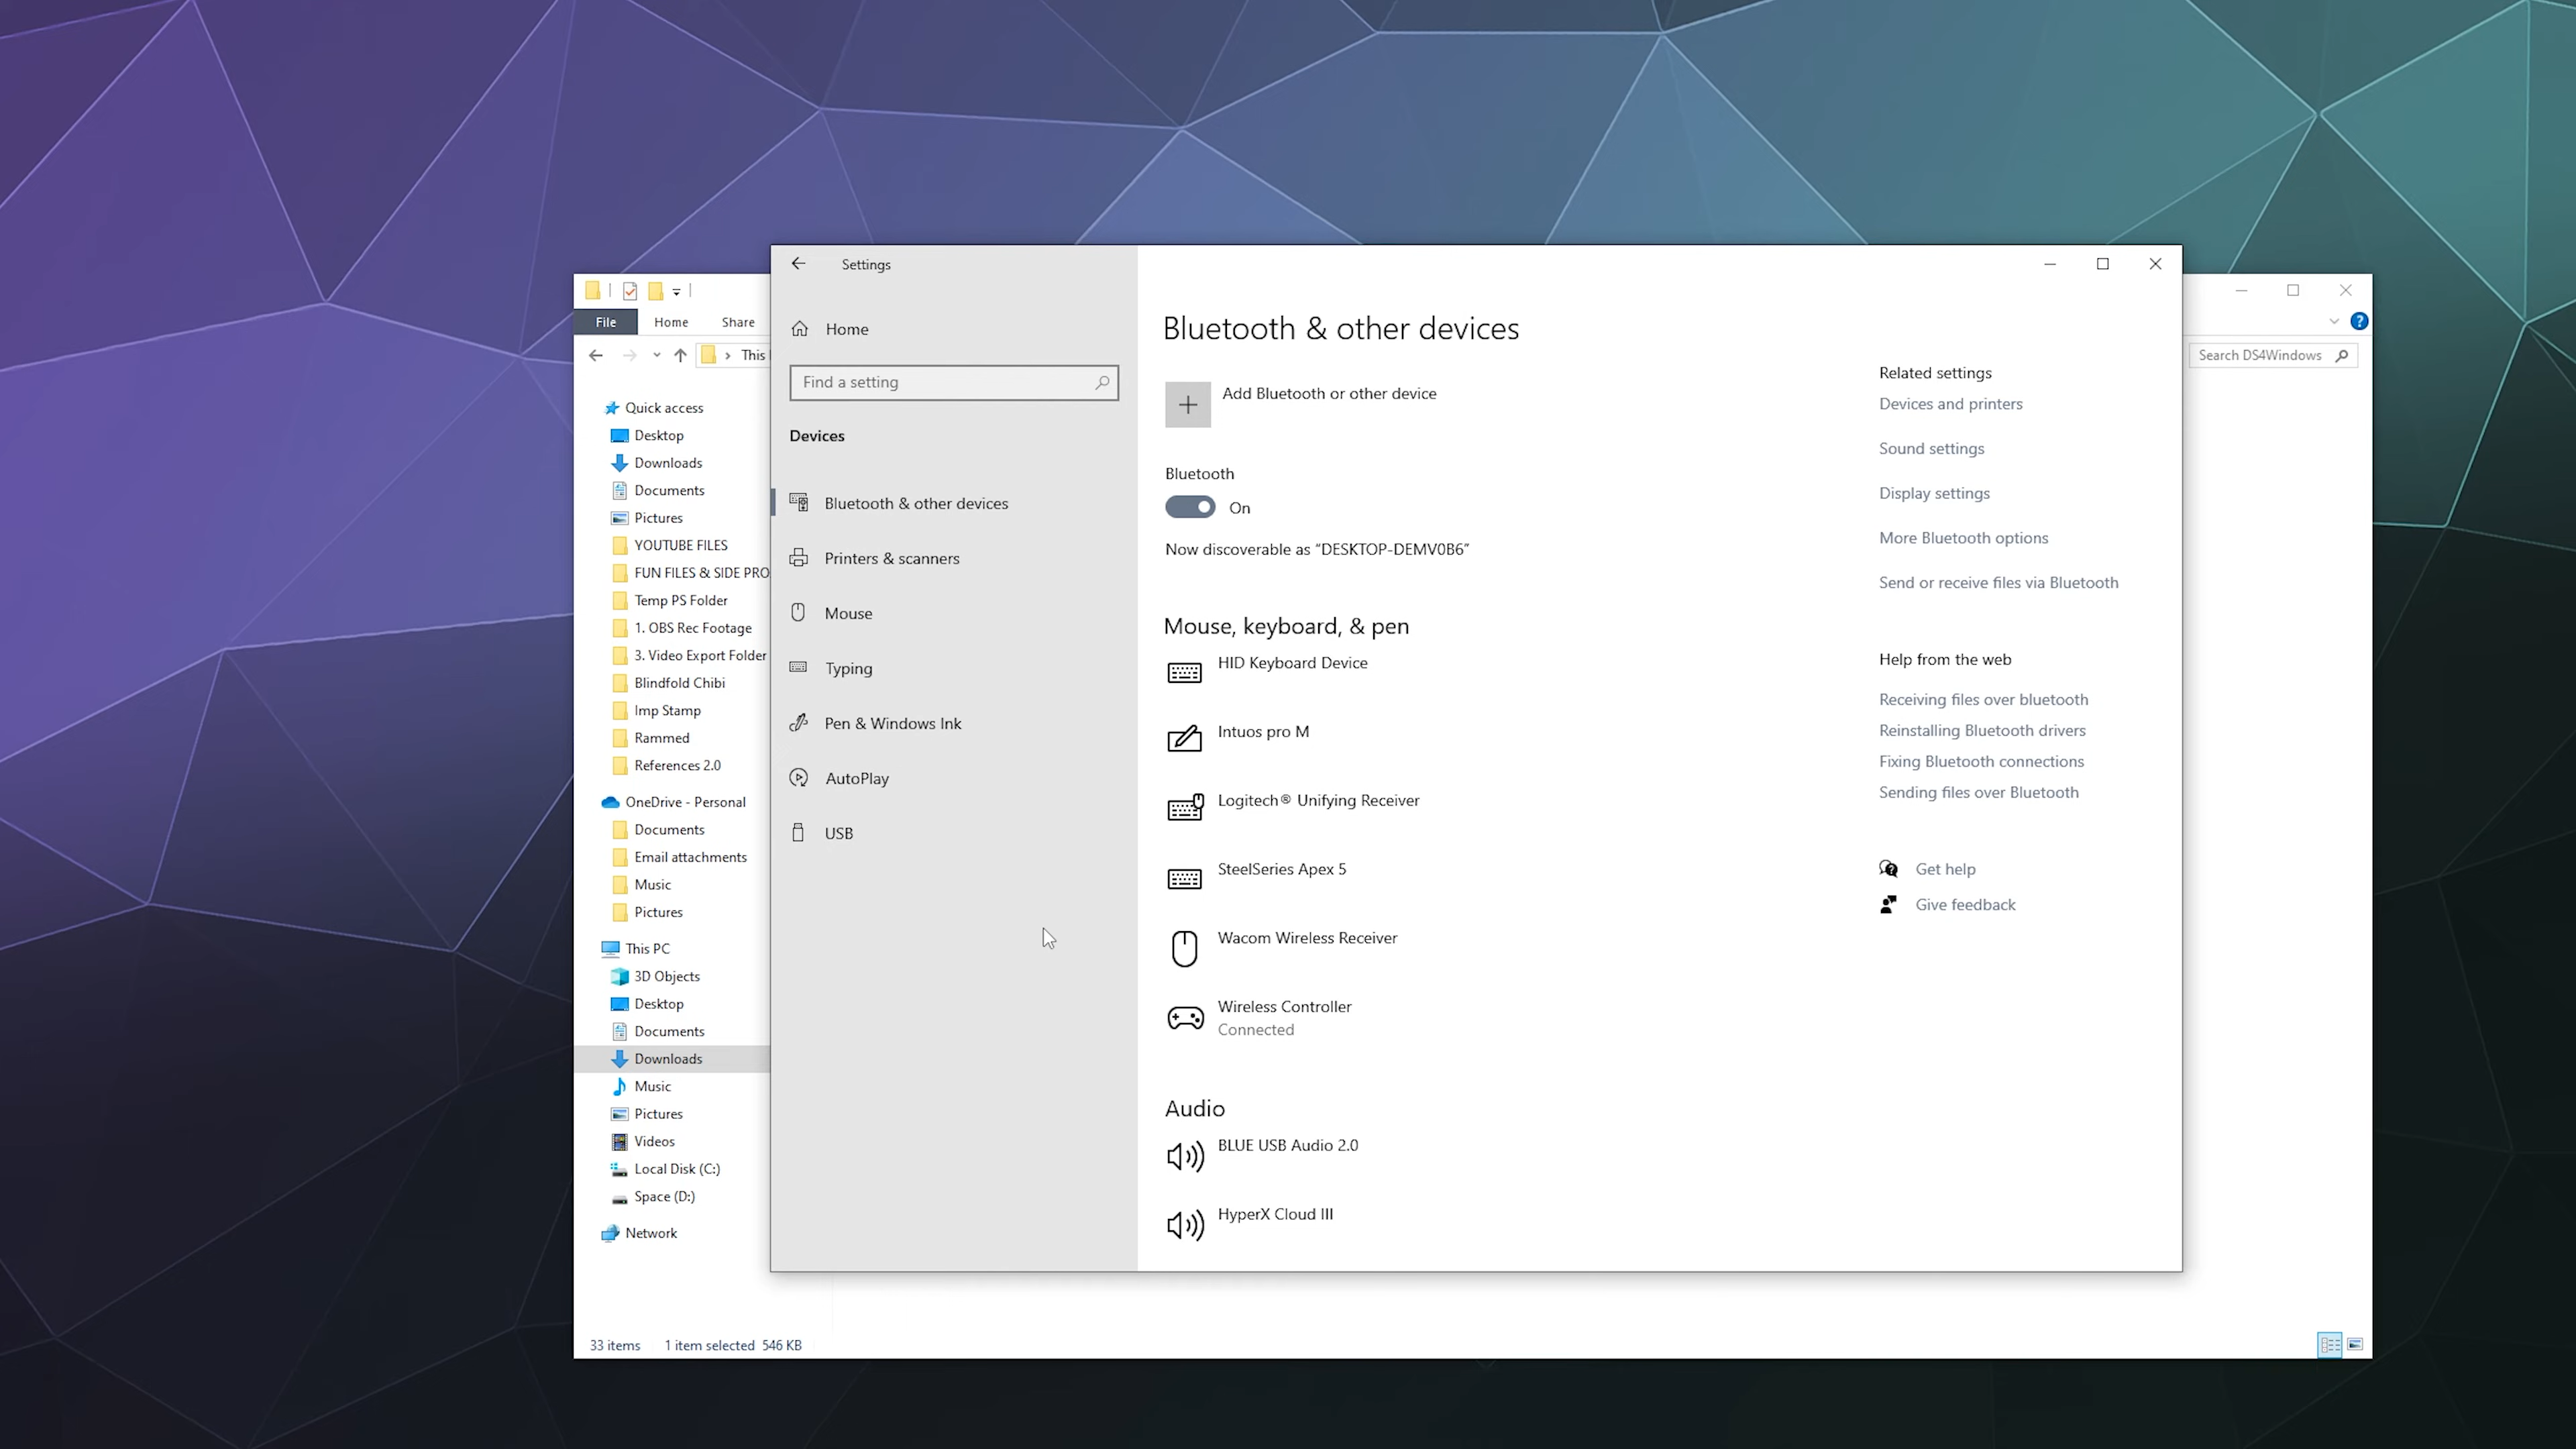 File
Home
Share
This
Search DS4Windows
Quick access
Desktop
Downloads
Documents
Pictures
YOUTUBE FILES
FUN FILES & SIDE PRO
Temp PS Folder
1. OBS Rec Footage
3. Video Export Folder
Blindfold Chibi
Imp Stamp
Rammed
References 2.0
OneDrive - Personal
Documents
Email attachments
Music
Pictures
This PC
3D Objects
Desktop
Documents
Downloads
Music
Pictures
Videos
Local Disk (C:)
Space (D:)
Network
33 items
1 item selected 546 KB
Settings
Home
Find a setting
Devices
Bluetooth & other devices
Printers & scanners
Mouse
Typing
Pen & Windows Ink
AutoPlay
USB
Bluetooth & other devices
Add Bluetooth or other device
Bluetooth
On
Now discoverable as “DESKTOP-DEMV0B6”
Mouse, keyboard, & pen
HID Keyboard Device
Intuos pro M
Logitech® Unifying Receiver
SteelSeries Apex 5
Wacom Wireless Receiver
Wireless Controller
Connected
Audio
BLUE USB Audio 2.0
HyperX Cloud III
Related settings
Devices and printers
Sound settings
Display settings
More Bluetooth options
Send or receive files via Bluetooth
Help from the web
Receiving files over bluetooth
Reinstalling Bluetooth drivers
Fixing Bluetooth connections
Sending files over Bluetooth
Get help
Give feedback